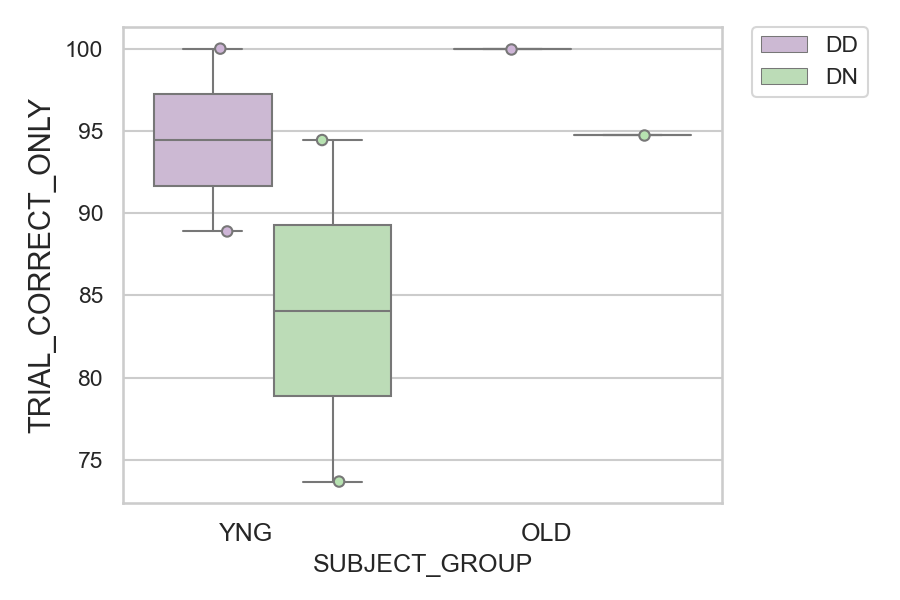 TRIAL_CORRECT_ONLY
100
95
90
85
80
75
YNG
OLD
SUBJECT_GROUP
DD
DN